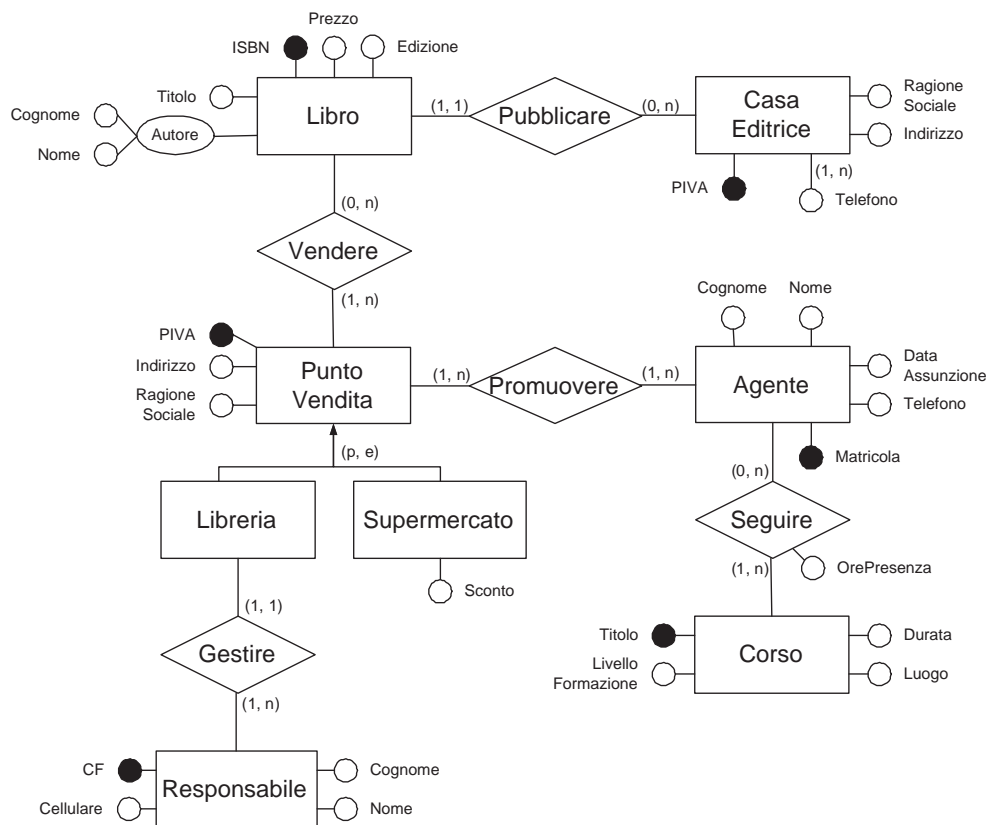 Prezzo
ISBN
Edizione
Titolo
Cognome
Autore
Nome
Libro
(1, 1)
Pubblicare
(0, n)
Casa
Editrice
Ragione
Sociale
Indirizzo
PIVA
(1, n)
Telefono
(0, n)
Vendere
(1, n)
PIVA
Indirizzo
Ragione
Sociale
Punto
Vendita
(1, n)
Promuovere
(1, n)
Cognome
Nome
Agente
Data
Assunzione
Telefono
Matricola
(p, e)
Libreria
Supermercato
Sconto
(0, n)
Seguire
OrePresenza
(1, n)
Titolo
Livello
Formazione
Corso
Durata
Luogo
(1, 1)
Gestire
(1, n)
CF
Cellulare
Responsabile
Cognome
Nome